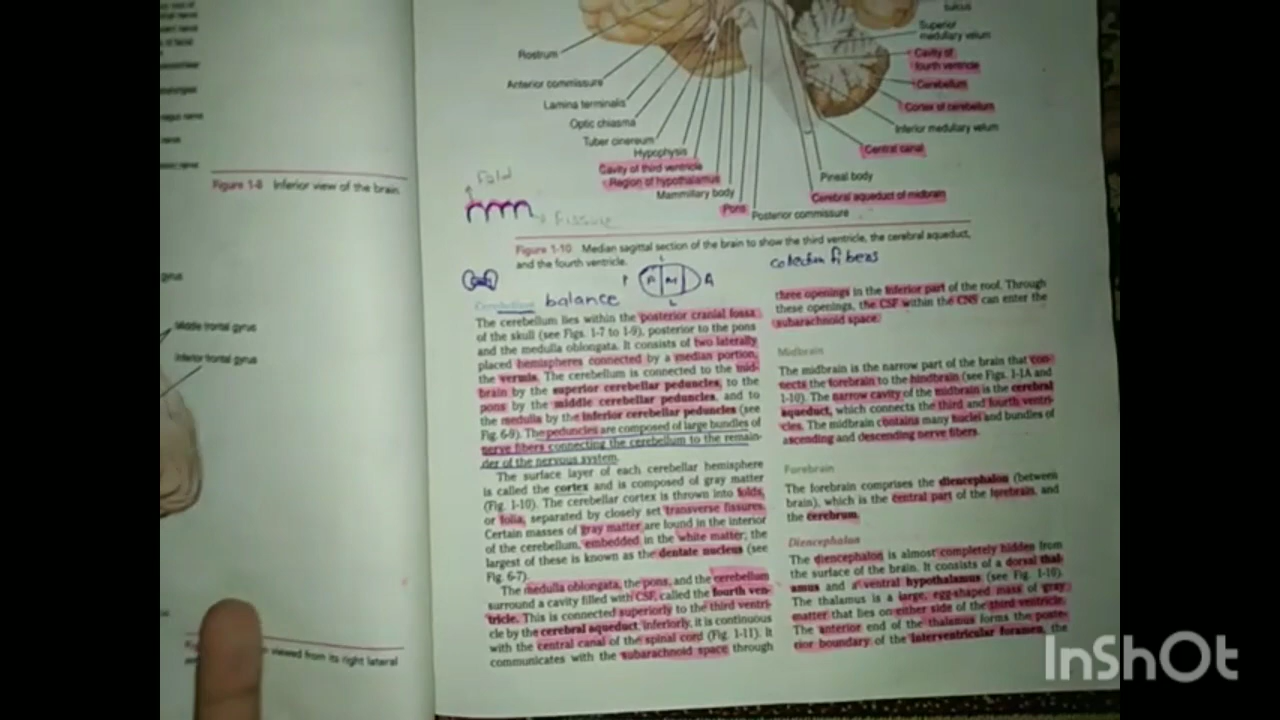 sulcus
Superior
medullary velum
Cavity of
fourth ventricle
Cerebellum
Cortex of cerebellum
Inferior medullary velum
Central canal
Pineal body
Cerebral aqueduct of midbrain
Rostrum
Anterior commissure
Lamina terminalis
Optic chiasma
Tuber cinereum
Hypophysis
Cavity of third ventricle
Region of hypothalamus
Mammillary body
Pons
Posterior commissure
Fold
Fissure
Figure 1-8 Inferior view of the brain
gyrus
Middle frontal gyrus
Inferior frontal gyrus
viewed from its right lateral
Figure 1-10 Median sagittal section of the brain to show the third ventricle, the cerebral aqueduct,
and the fourth ventricle.
Cerebellum balance
P A
L
L
The cerebellum lies within the posterior cranial fossa
of the skull (see Figs. 1-7 to 1-9), posterior to the pons
and the medulla oblongata. It consists of two laterally
placed hemispheres connected by a median portion,
the vermis. The cerebellum is connected to the mid-
brain by the superior cerebellar peduncles, to the
pons by the middle cerebellar peduncles, and to
the medulla by the inferior cerebellar peduncles (see
Fig. 6-9). The peduncles are composed of large bundles of
nerve fibers connecting the cerebellum to the remain-
der of the nervous system.
The surface layer of each cerebellar hemisphere
is called the cortex and is composed of gray matter
(Fig. 1-10). The cerebellar cortex is thrown into folds,
or folia, separated by closely set transverse fissures.
Certain masses of gray matter are found in the interior
of the cerebellum, embedded in the white matter; the
largest of these is known as the dentate nucleus (see
Fig. 6-7).
The medulla oblongata, the pons, and the cerebellum
surround a cavity filled with CSF, called the fourth ven-
tricle. This is connected superiorly to the third ventri-
cle by the cerebral aqueduct; inferiorly, it is continuous
with the central canal of the spinal cord (Fig. 1-11). It
communicates with the subarachnoid space through
fibers
three openings in the inferior part of the roof. Through
these openings, the CSF within the CNS can enter the
subarachnoid space.
Midbrain
The midbrain is the narrow part of the brain that con-
nects the forebrain to the hindbrain (see Figs. 1-1A and
1-10). The narrow cavity of the midbrain is the cerebral
aqueduct, which connects the third and fourth ventri-
cles. The midbrain contains many nuclei and bundles of
ascending and descending nerve fibers.
Forebrain
The forebrain comprises the diencephalon (between
brain), which is the central part of the forebrain, and
the cerebrum.
Diencephalon
The diencephalon is almost completely hidden from
the surface of the brain. It consists of a dorsal thal-
amus and a ventral hypothalamus (see Fig. 1-10).
The thalamus is a large, egg-shaped mass of gray
matter that lies on either side of the third ventricle.
The anterior end of the thalamus forms the poste-
rior boundary of the interventricular foramen, the
InShOt